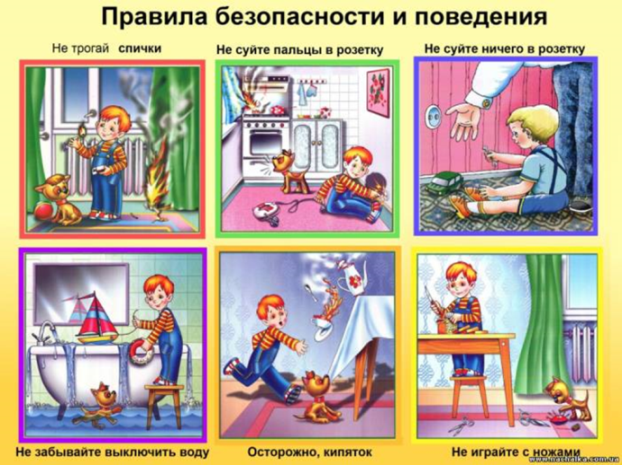 Правила безопасности и поведения
Не трогай спички
Не суйте пальцы в розетку
Не суйте ничего в розетку
Не забывайте выключить воду
Осторожно, кипяток
Не играйте с ножами